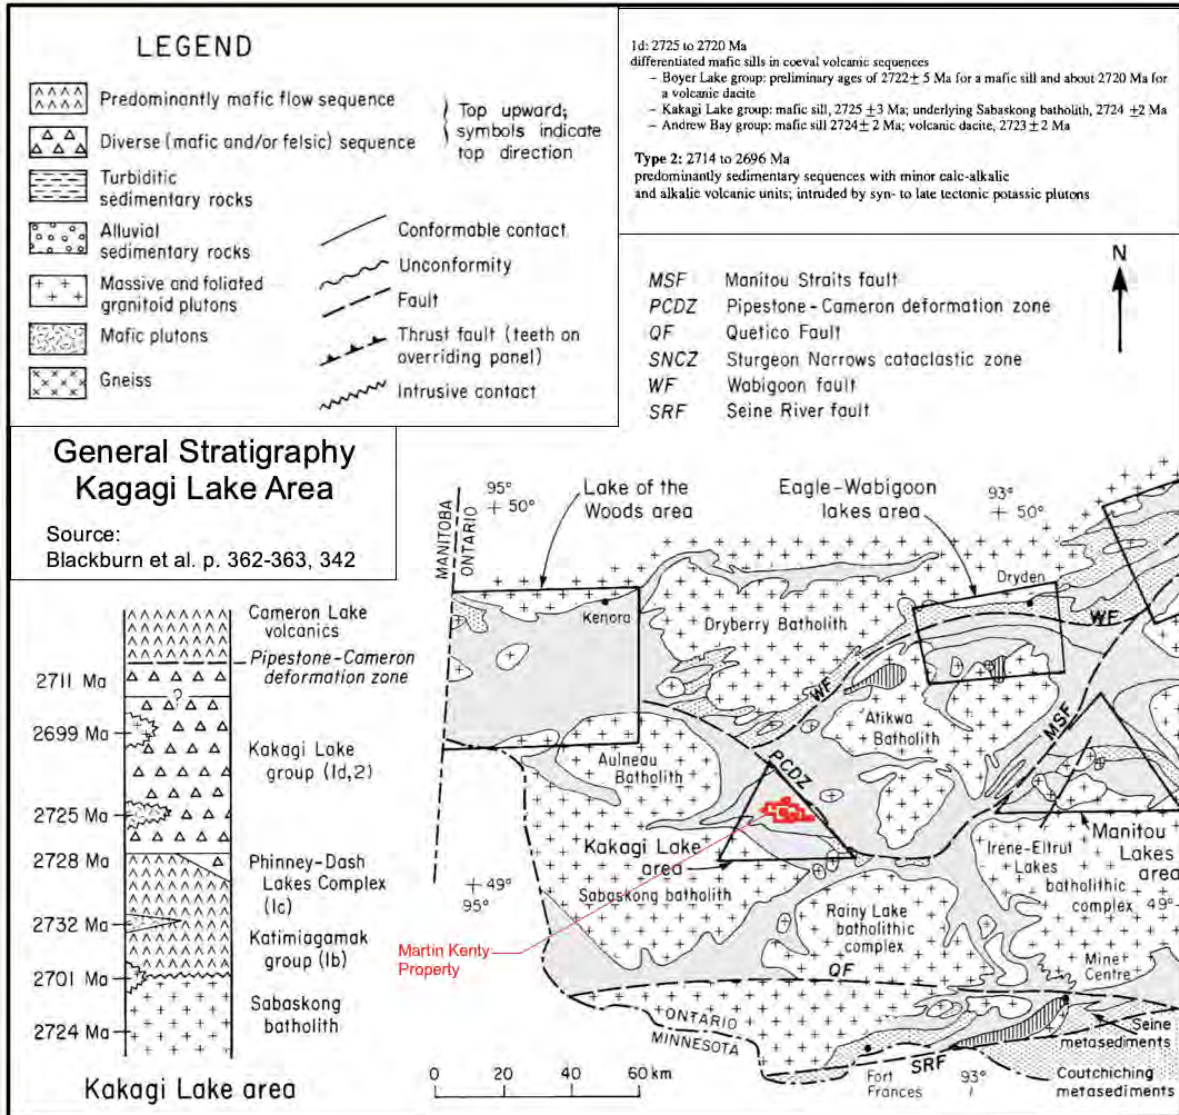 LEGEND
Predominantly mafic flow sequence
Diverse (mafic and/or felsic) sequence
Turbiditic
sedimentary rocks
Alluvial
sedimentary rocks
Massive and foliated
granitoid plutons
Mafic plutons
Gneiss
Top upward;
symbols indicate
top direction
Conformable contact
Unconformity
Fault
Thrust fault (teeth on
overriding panel)
Intrusive contact
1d: 2725 to 2720 Ma
differentiated mafic sills in coeval volcanic sequences
– Boyer Lake group: preliminary ages of 2722± 5 Ma for a mafic sill and about 2720 Ma for
a volcanic dacite
– Kakagi Lake group: mafic sill, 2725 ±3 Ma; underlying Sabaskong batholith, 2724 ±2 Ma
– Andrew Bay group: mafic sill 2724± 2 Ma; volcanic dacite, 2723 ± 2 Ma
Type 2: 2714 to 2696 Ma
predominantly sedimentary sequences with minor calc-alkalic
and alkalic volcanic units; intruded by syn- to late tectonic potassic plutons
MSF Manitou Straits fault
PCDZ Pipestone-Cameron deformation zone
QF Quetico Fault
SNCZ Sturgeon Narrows cataclastic zone
WF Wabigoon fault
SRF Seine River fault
N
General Stratigraphy
Kagagi Lake Area
Source:
Blackburn et al. p. 362-363, 342
Cameron Lake
volcanics
Pipestone-Cameron
deformation zone
2711 Ma
?
2699 Ma
Kakagi Lake
group (1d,2)
2725 Ma
2728 Ma
Phinney-Dash
Lakes Complex
(1c)
2732 Ma
Katimiagamak
group (1b)
2701 Ma
Sabaskong
batholith
2724 Ma
Kakagi Lake area
MANITOBA
ONTARIO
95°
+ 50°
Lake of the
Woods area
Eagle-Wabigoon
lakes area
93°
+ 50°
Kenora
Dryden
Dryberry Batholith
WF
WF
Atikwa
Batholith
MSF
Aulneau
Batholith
PCDZ
Kakagi Lake
area
Sabaskong batholith
+ 49°
95°
Martin Kenty
Property
Irene-Eltrut
Lakes
batholithic
complex
Manitou
Lakes
area
49°
Rainy Lake
batholithic
complex
Mine
Centre
QF
ONTARIO
MINNESOTA
SRF
Fort
Frances
93°
Seine
metasediments
Coutchiching
metasediments
0 20 40 60 km